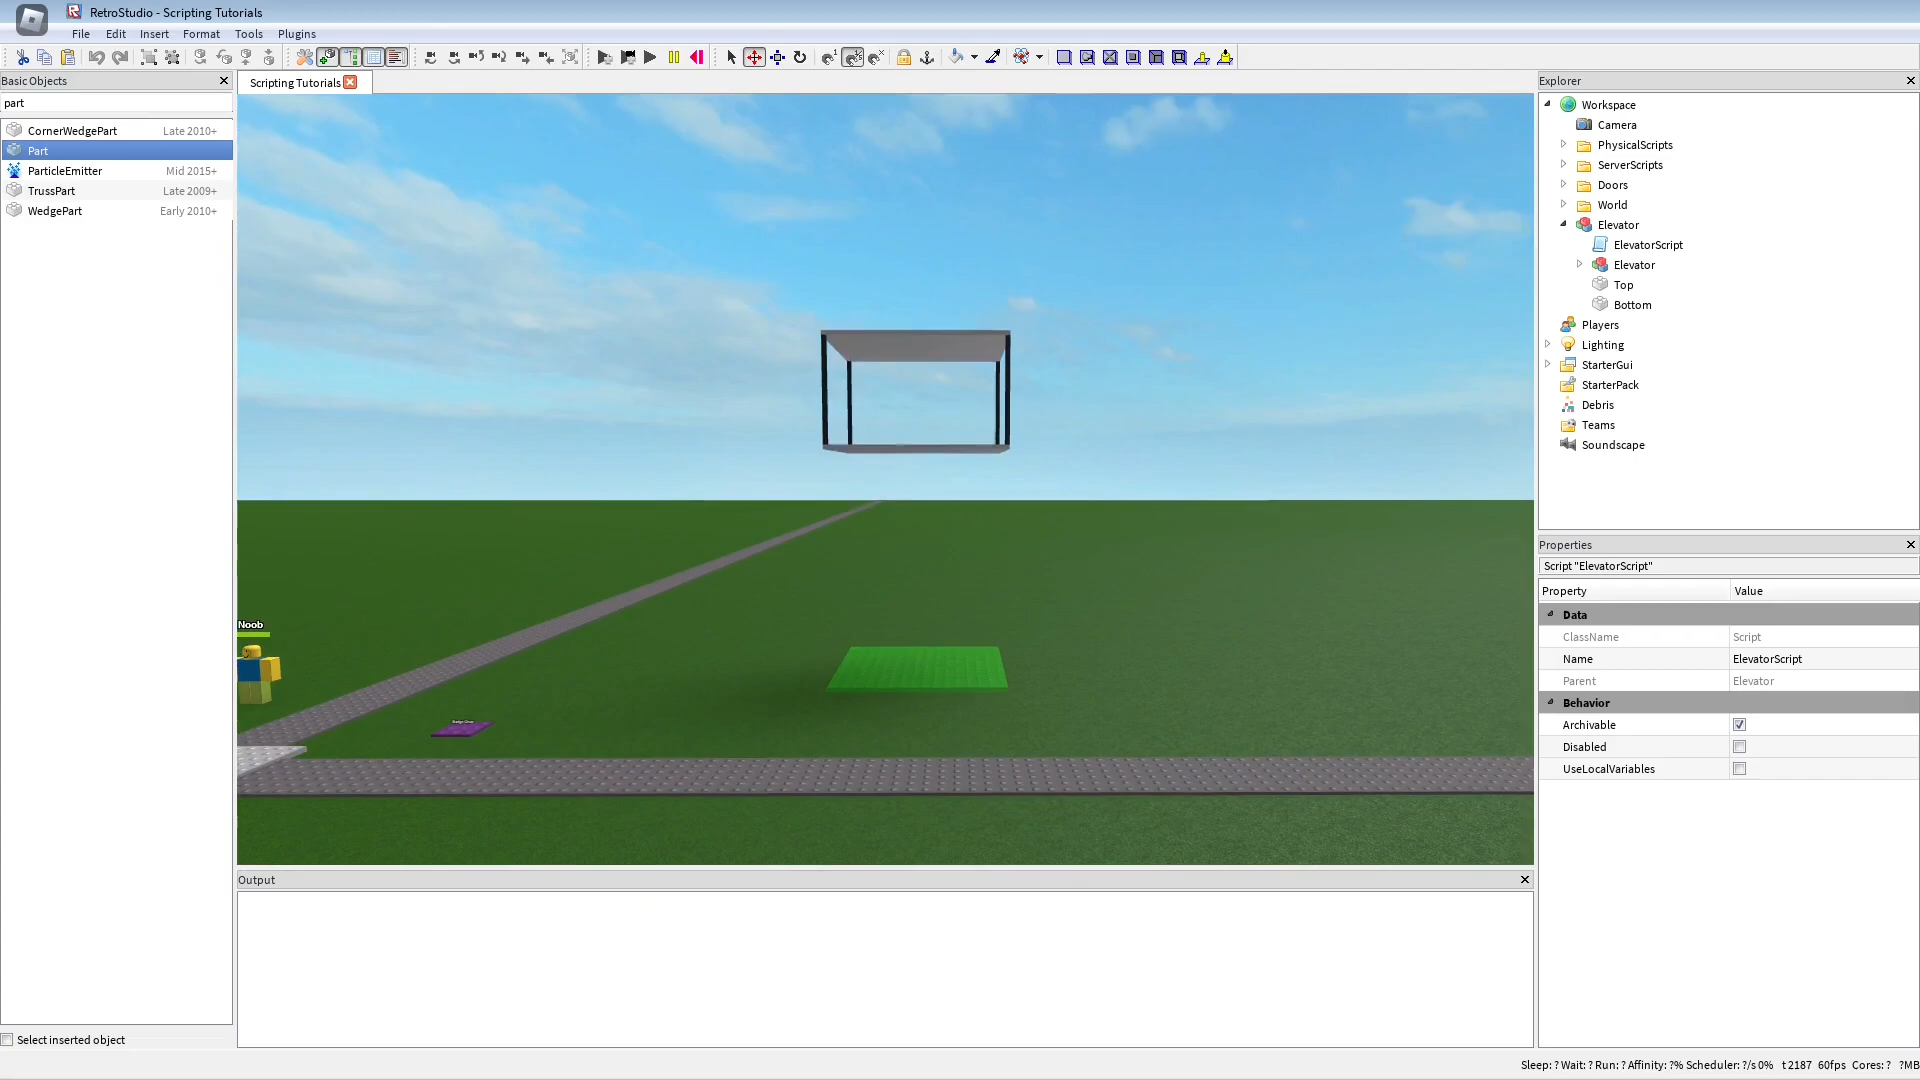 RetroStudio - Scripting Tutorials
File Edit Insert Format Tools Plugins
Basic Objects
part
CornerWedgePart Late 2010+
Part
ParticleEmitter Mid 2015+
TrussPart Late 2009+
WedgePart Early 2010+
Select inserted object
Scripting Tutorials
Noob
Output
Explorer
Workspace
Camera
PhysicalScripts
ServerScripts
Doors
World
Elevator
ElevatorScript
Elevator
Top
Bottom
Players
Lighting
StarterGui
StarterPack
Debris
Teams
Soundscape
Properties
Script "ElevatorScript"
Property Value
Data
ClassName Script
Name ElevatorScript
Parent Elevator
Behavior
Archivable
Disabled
UseLocalVariables
Sleep: ? Wait: ? Run: ? Affinity: ?% Scheduler: ?/s 0% t 2187 60fps Cores: ? ?MB